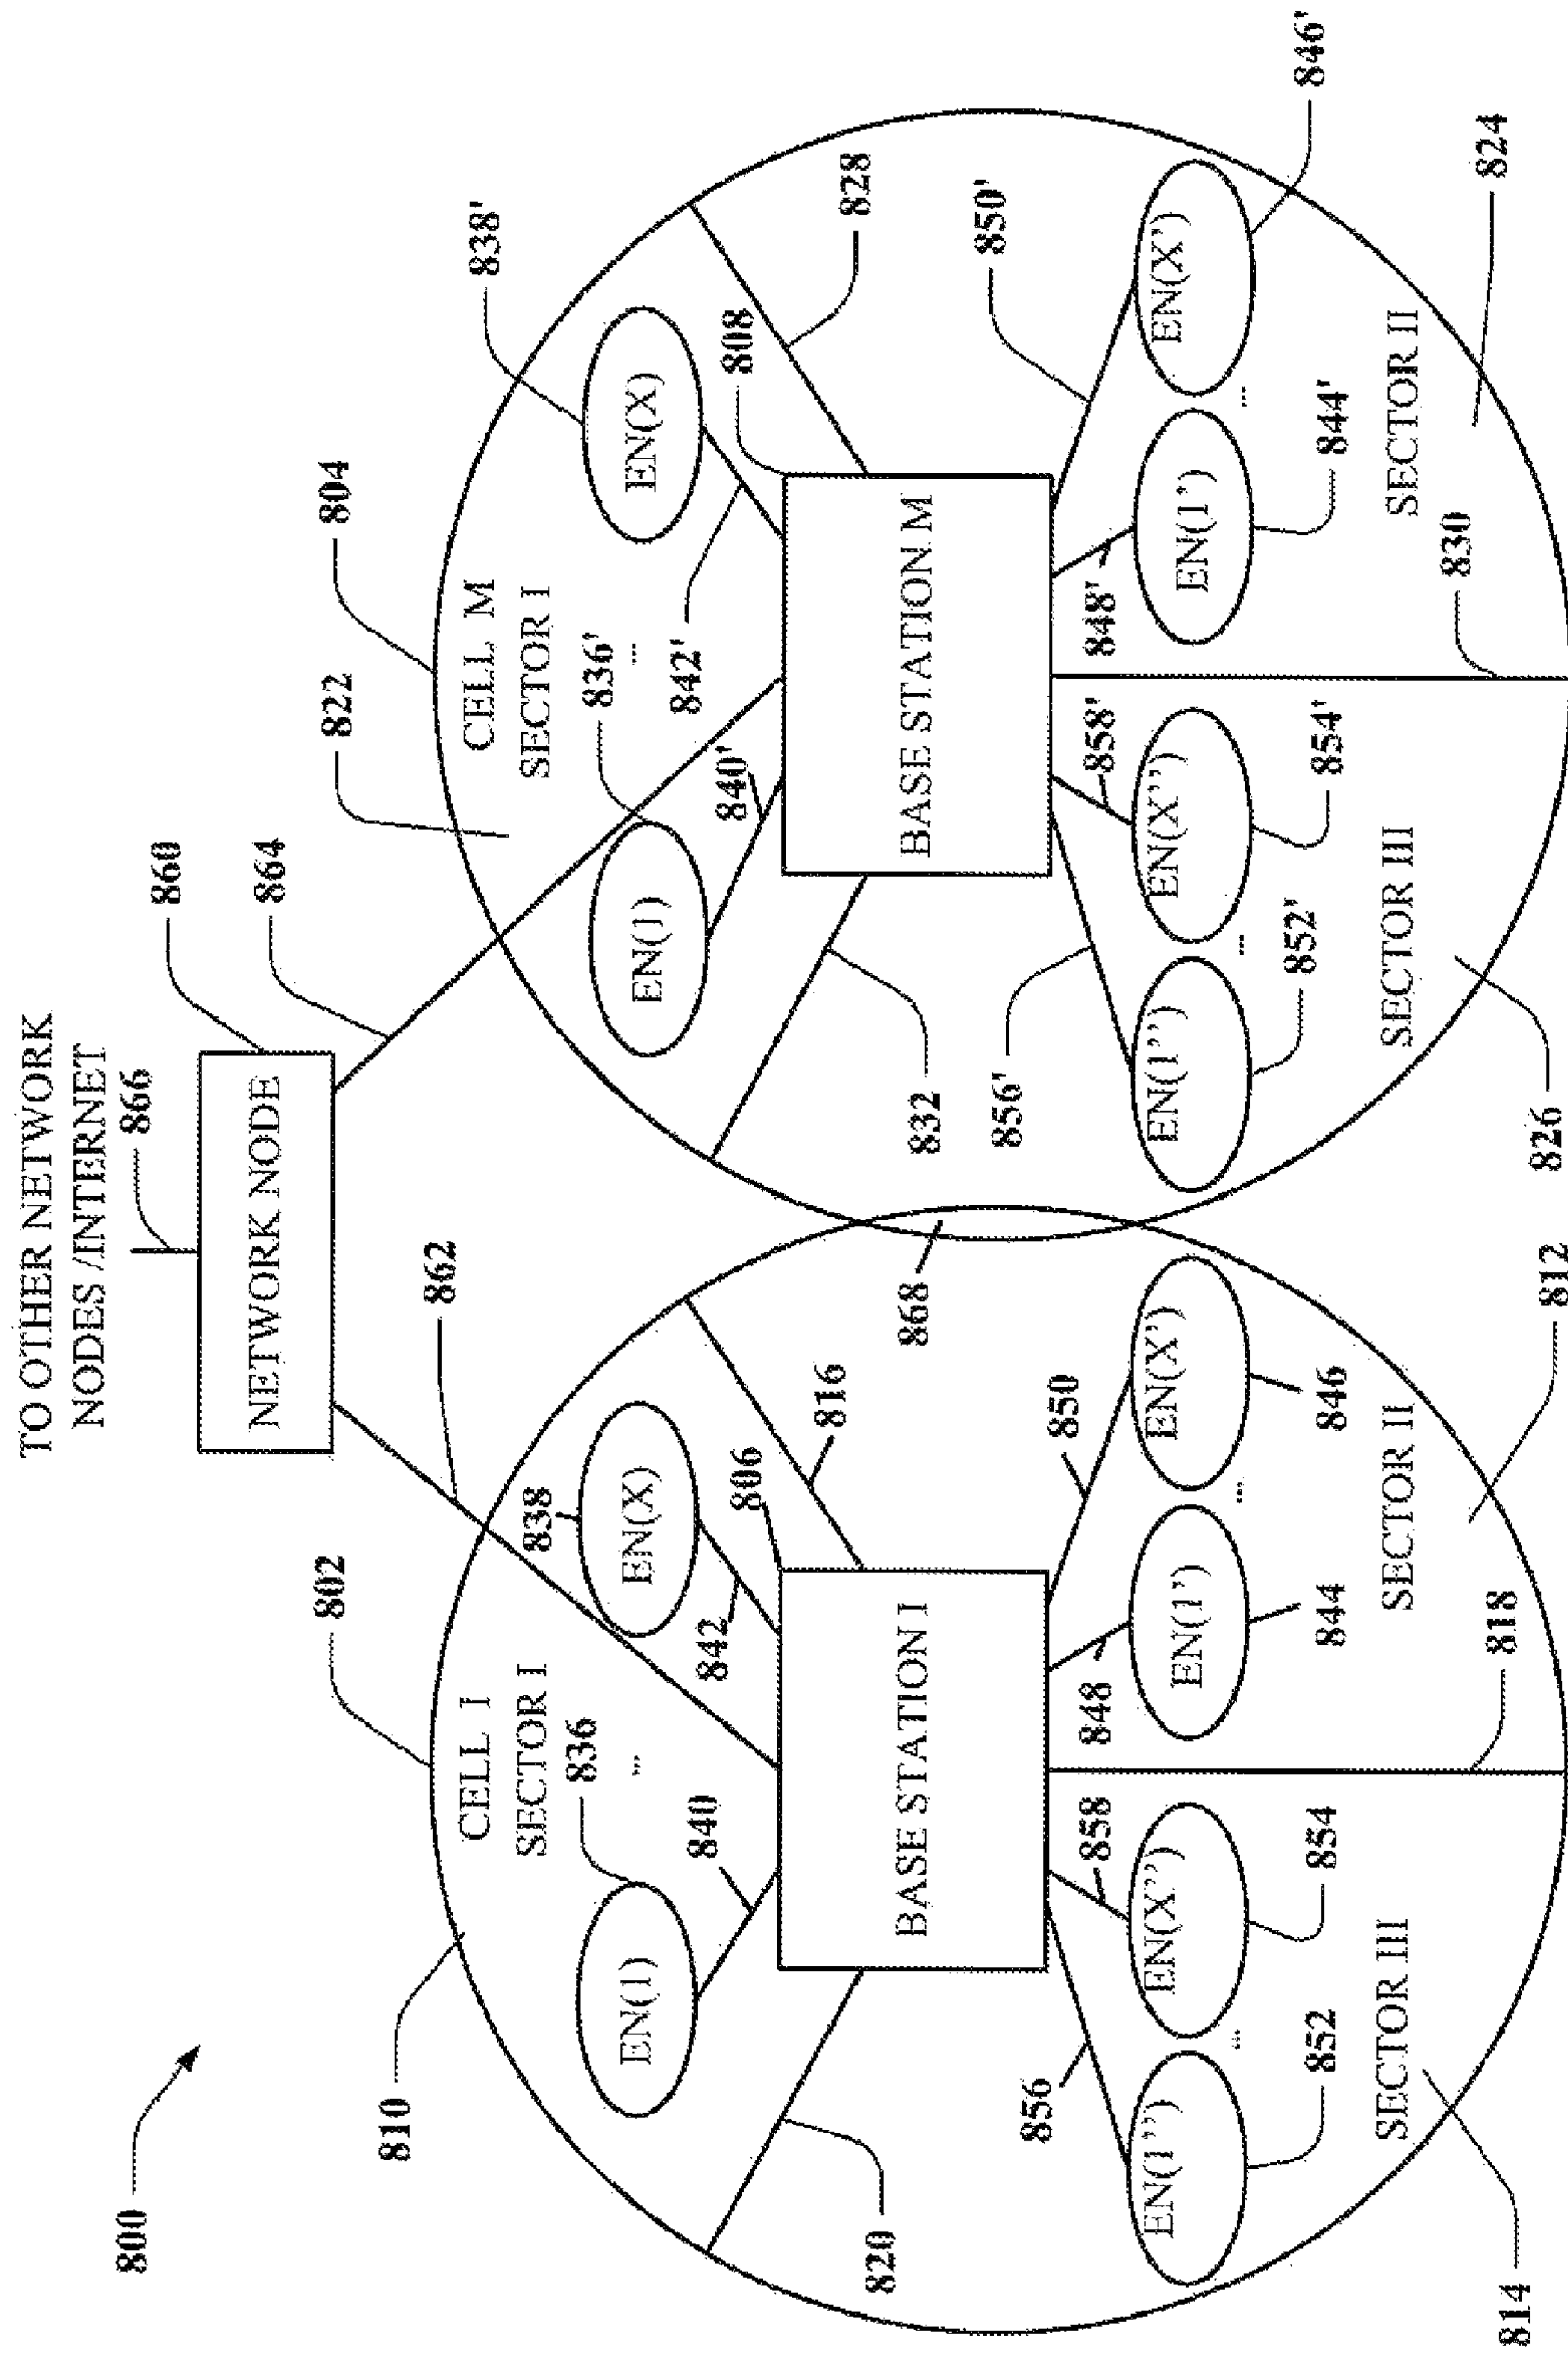 TO OTHER NETWORK
NODES /INTERNET
866
860
NETWORK NODE
800
862
864
802
804
810
822
CELL I
SECTOR I
836
...
838
EN(1)
EN(X)
840
842
806
816
820
BASE STATION I
856
858
848
850
EN(1'')
...
EN(X'')
EN(1')
...
EN(X')
852
854
844
846
SECTOR III
SECTOR II
814
818
812
868
CELL M
SECTOR I
836'
...
838'
EN(1)
EN(X)
840'
842'
808
828
832
BASE STATION M
856'
858'
848'
850'
EN(1'')
...
EN(X'')
EN(1')
...
EN(X')
852'
854'
844'
846'
SECTOR III
SECTOR II
826
830
824